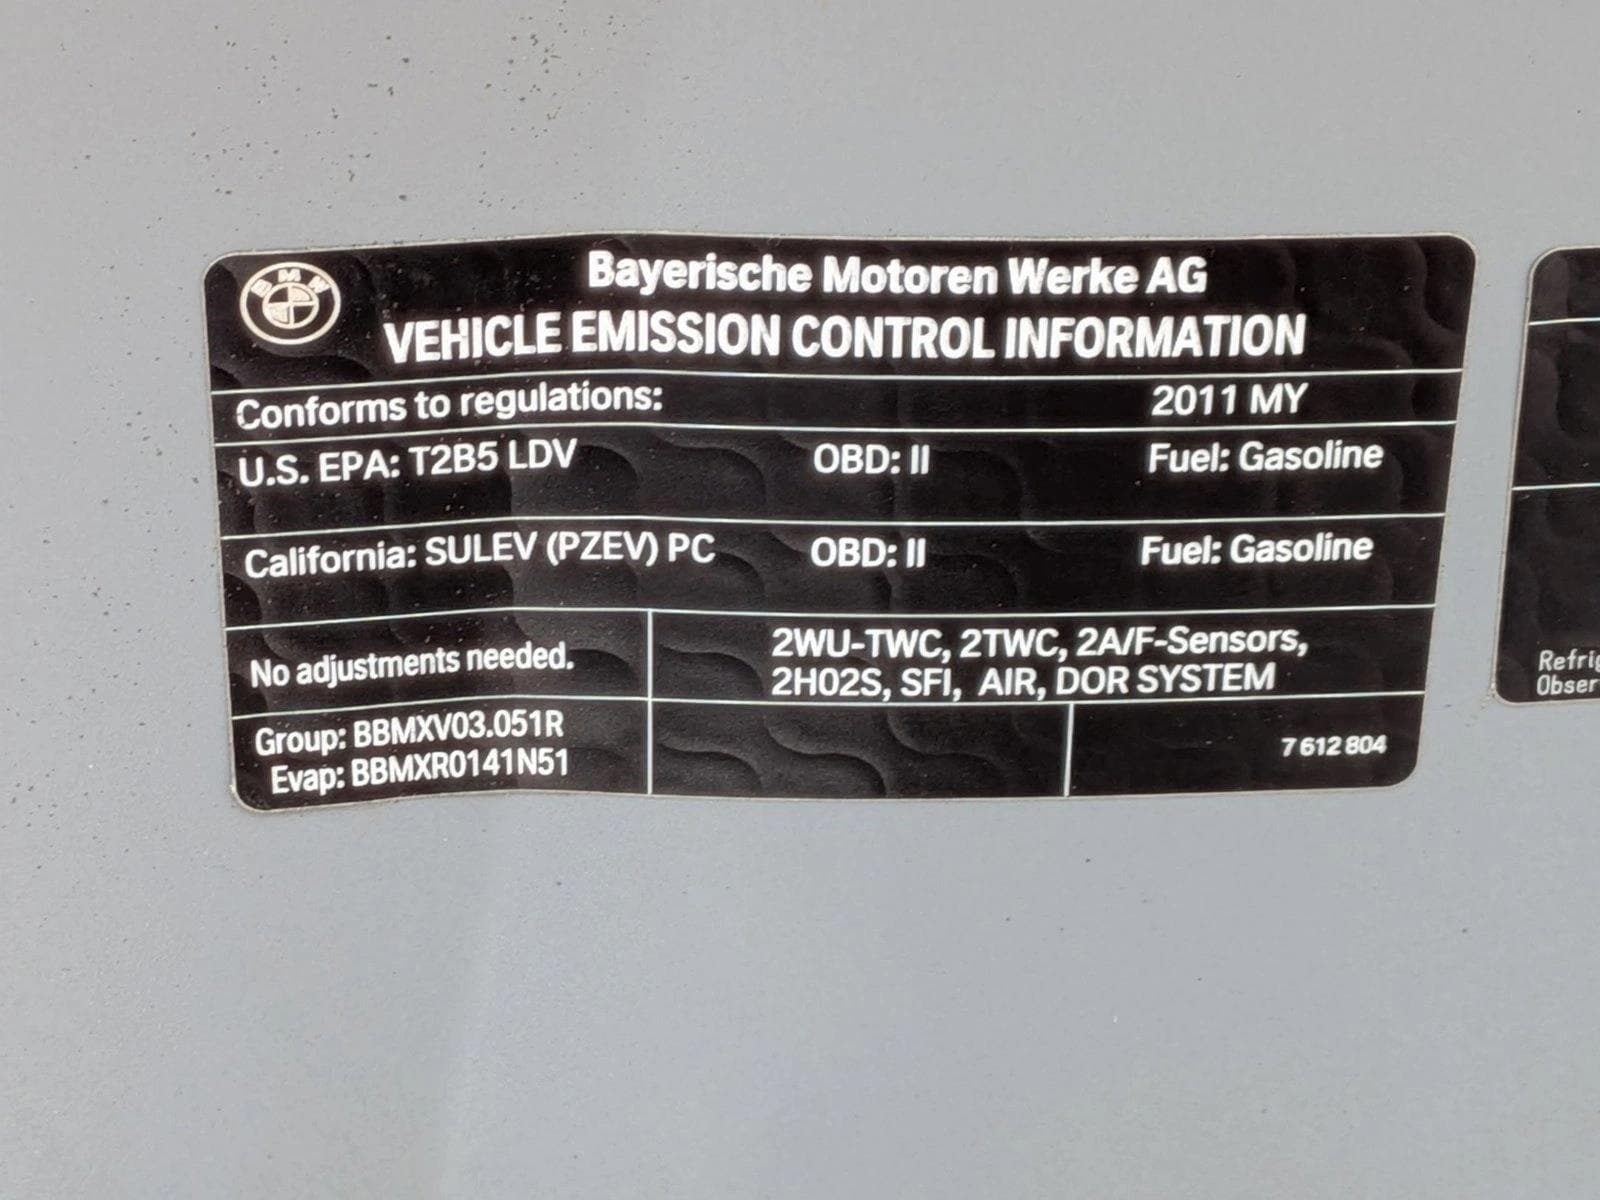 BMW
Bayerische Motoren Werke AG
VEHICLE EMISSION CONTROL INFORMATION
Conforms to regulations: 2011 MY
U.S. EPA: T2B5 LDV OBD: II Fuel: Gasoline
California: SULEV (PZEV) PC OBD: II Fuel: Gasoline
No adjustments needed.
2WU-TWC, 2TWC, 2A/F-Sensors,
2HO2S, SFI, AIR, DOR SYSTEM
Group: BBMXV03.051R
Evap: BBMXR0141N51
7 612 804
Refrig
Obser